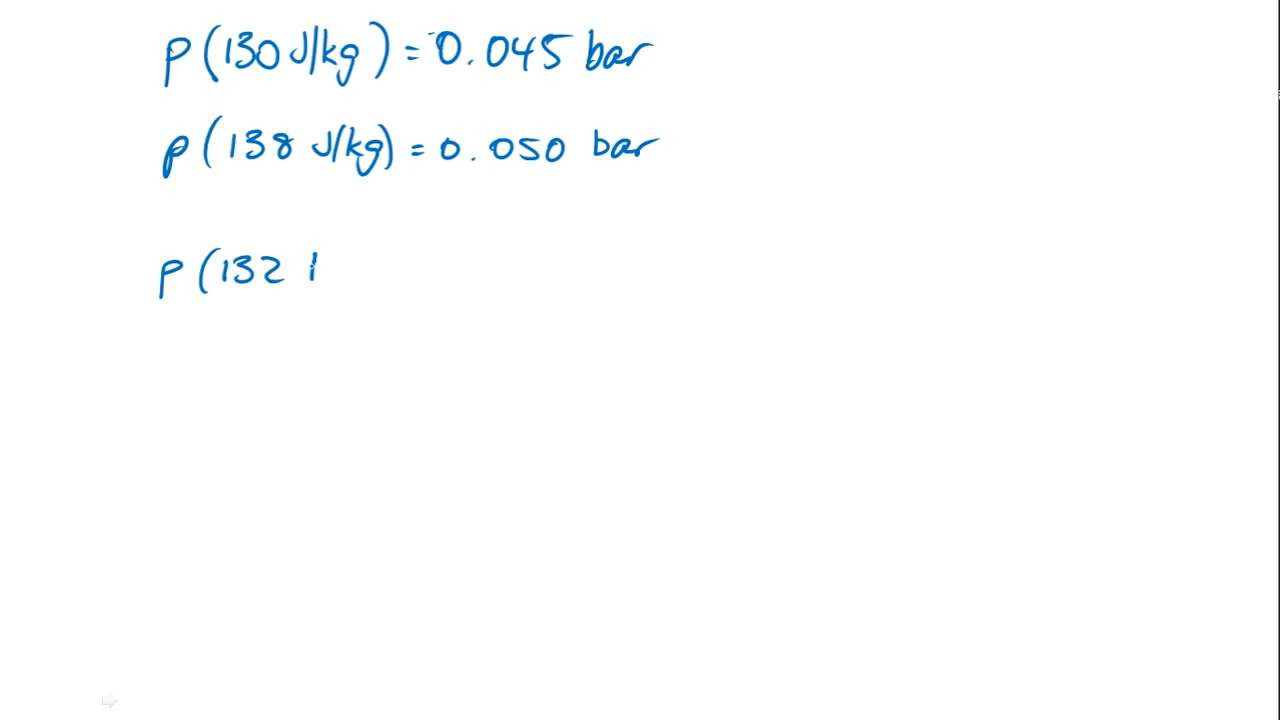 p(130 J/kg) = 0.045 bar
p(138 J/kg) = 0.050 bar
p(132